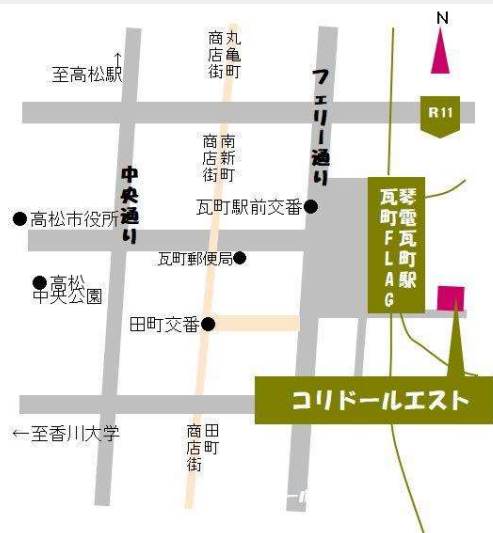 N
丸亀町
商店街
↑
至高松駅
フェリー通り
R11
南新町
商店街
中央通り
瓦町駅前交番
琴電瓦町駅
瓦町FLAG
高松市役所
瓦町郵便局
高松
中央公園
田町交番
コリドールエスト
←至香川大学
田町
商店街